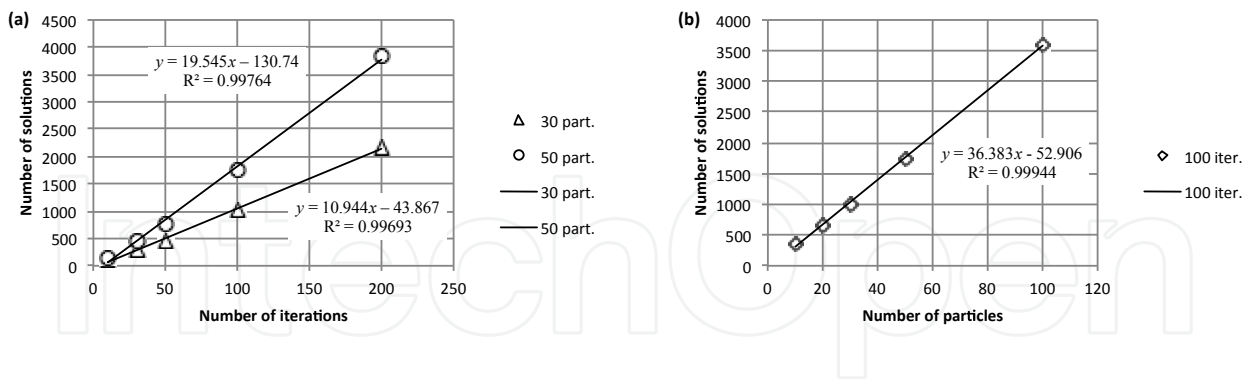 (a)
4500
4000
3500
3000
2500
2000
1500
1000
500
0
Number of solutions
y = 19.545x – 130.74
R² = 0.99764
y = 10.944x – 43.867
R² = 0.99693
0 50 100 150 200 250
Number of iterations
30 part.
50 part.
30 part.
50 part.
(b)
4000
3500
3000
2500
2000
1500
1000
500
0
Number of solutions
y = 36.383x - 52.906
R² = 0.99944
0 20 40 60 80 100 120
Number of particles
100 iter.
100 iter.
IntechOpen